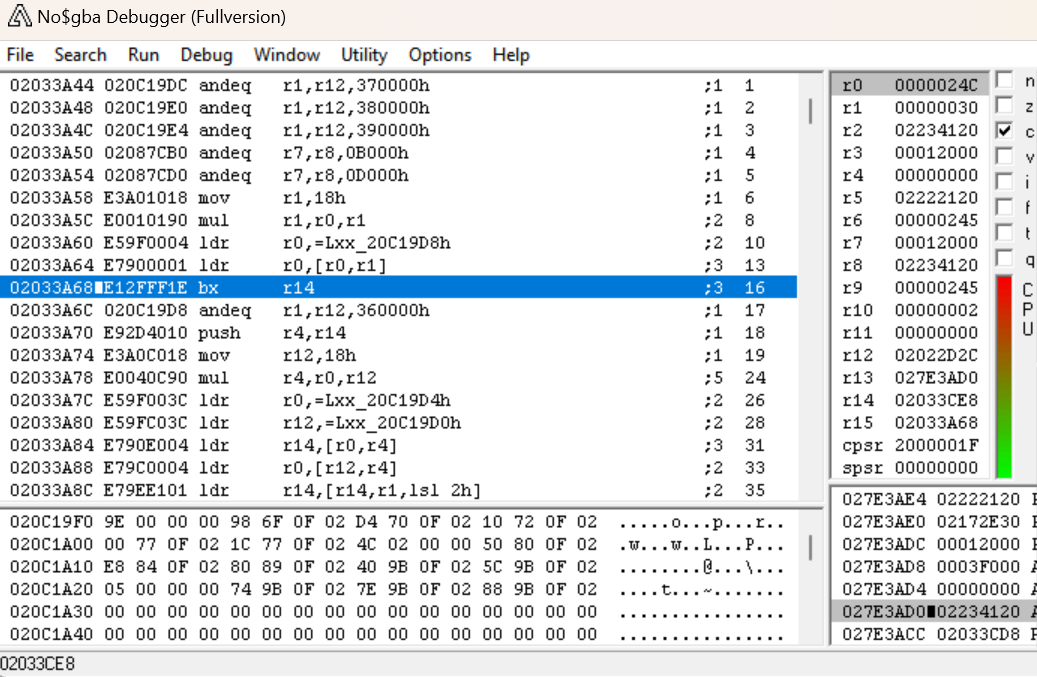 No$gba Debugger (Fullversion)
File Search Run Debug Window Utility Options Help
02033A44 020C19DC andeq r1,r12,370000h ;1 1
02033A48 020C19E0 andeq r1,r12,380000h ;1 2
02033A4C 020C19E4 andeq r1,r12,390000h ;1 3
02033A50 02087CB0 andeq r7,r8,0B000h ;1 4
02033A54 02087CD0 andeq r7,r8,0D000h ;1 5
02033A58 E3A01018 mov r1,18h ;1 6
02033A5C E0010190 mul r1,r0,r1 ;2 8
02033A60 E59F0004 ldr r0,=Lxx_20C19D8h ;2 10
02033A64 E7900001 ldr r0,[r0,r1] ;3 13
02033A68 E12FFF1E bx r14 ;3 16
02033A6C 020C19D8 andeq r1,r12,360000h ;1 17
02033A70 E92D4010 push r4,r14 ;1 18
02033A74 E3A0C018 mov r12,18h ;1 19
02033A78 E0040C90 mul r4,r0,r12 ;5 24
02033A7C E59F003C ldr r0,=Lxx_20C19D4h ;2 26
02033A80 E59FC03C ldr r12,=Lxx_20C19D0h ;2 28
02033A84 E790E004 ldr r14,[r0,r4] ;3 31
02033A88 E79C0004 ldr r0,[r12,r4] ;2 33
02033A8C E79EE101 ldr r14,[r14,r1,lsl 2h] ;2 35
r0 0000024C n
r1 00000030 z
r2 02234120 c
r3 00012000 v
r4 00000000 i
r5 02222120 f
r6 00000245 t
r7 00012000 q
r8 02234120
r9 00000245 C
r10 00000002 P
r11 00000000 U
r12 02022D2C
r13 027E3AD0
r14 02033CE8
r15 02033A68
cpsr 2000001F
spsr 00000000
020C19F0 9E 00 00 00 98 6F 0F 02 D4 70 0F 02 10 72 0F 02 .....o...p...r..
020C1A00 00 77 0F 02 1C 77 0F 02 4C 02 00 00 50 80 0F 02 .w...w..L...P...
020C1A10 E8 84 0F 02 80 89 0F 02 40 9B 0F 02 5C 9B 0F 02 ........@...\...
020C1A20 05 00 00 00 74 9B 0F 02 7E 9B 0F 02 88 9B 0F 02 ....t...~.......
020C1A30 00 00 00 00 00 00 00 00 00 00 00 00 00 00 00 00 ................
020C1A40 00 00 00 00 00 00 00 00 00 00 00 00 00 00 00 00 ................
027E3AE4 02222120
027E3AE0 02172E30
027E3ADC 00012000
027E3AD8 0003F000
027E3AD4 00000000
027E3AD0 02234120
027E3ACC 02033CD8
02033CE8